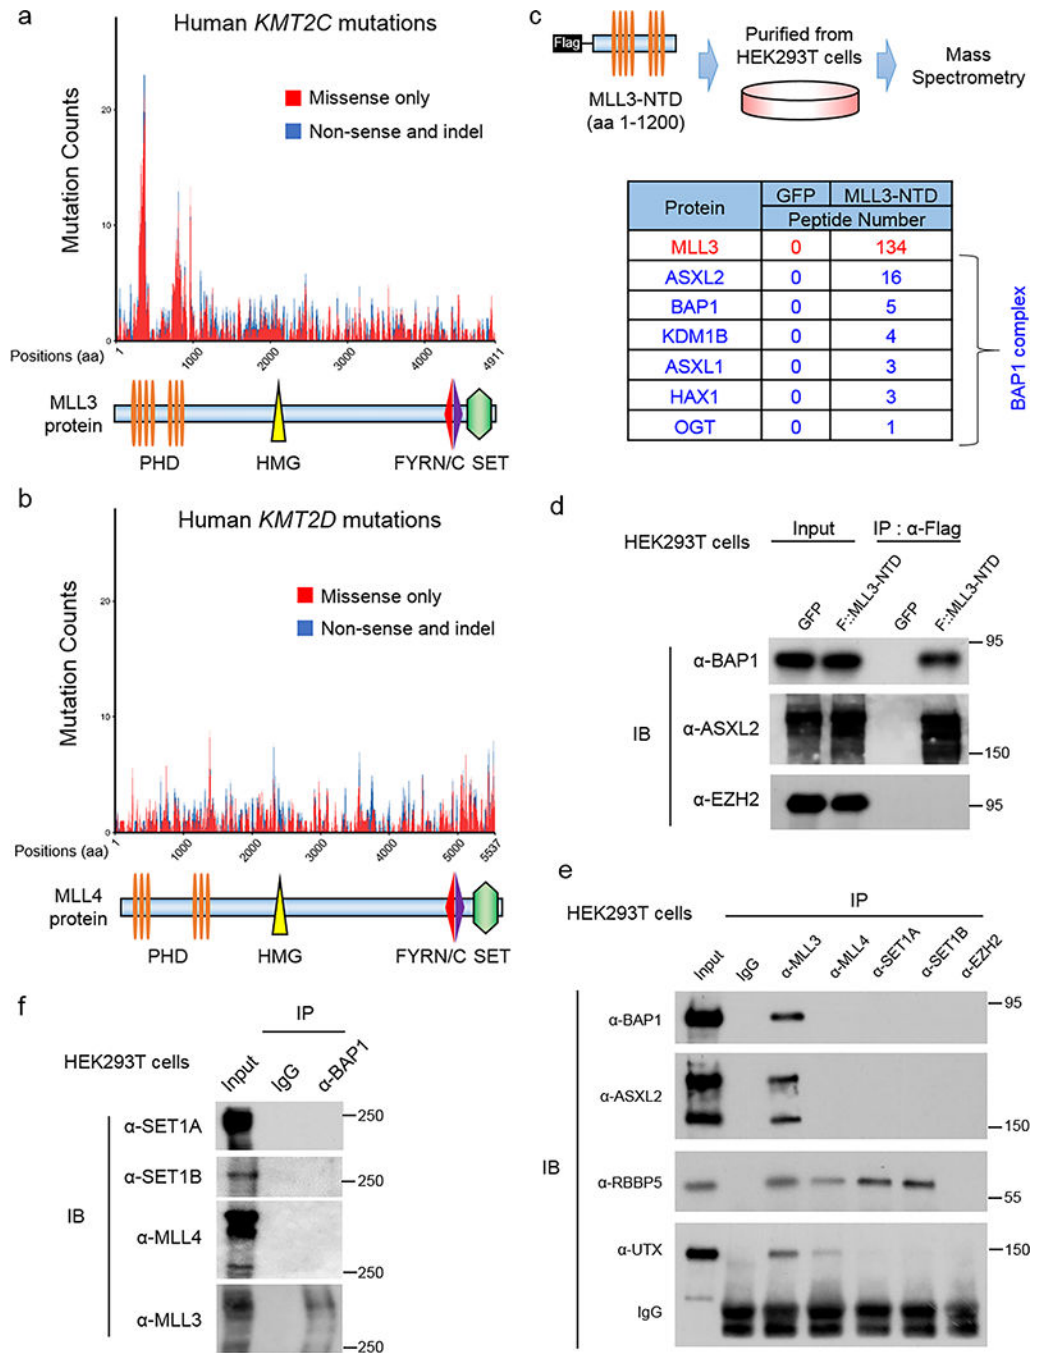 a
Human KMT2C mutations
Mutation Counts
20
10
0
Missense only
Non-sense and indel
Positions (aa)
1
1000
2000
3000
4000
4911
MLL3
protein
PHD
HMG
FYRN/C SET
b
Human KMT2D mutations
Mutation Counts
20
10
0
Missense only
Non-sense and indel
Positions (aa)
1
1000
2000
3000
4000
5000
5537
MLL4
protein
PHD
HMG
FYRN/C SET
c
Flag
MLL3-NTD
(aa 1-1200)
Purified from
HEK293T cells
Mass
Spectrometry
Protein GFP MLL3-NTD
Peptide Number
MLL3 0 134
ASXL2 0 16
BAP1 0 5
KDM1B 0 4
ASXL1 0 3
HAX1 0 3
OGT 0 1
BAP1 complex
d
HEK293T cells
Input
IP : α-Flag
GFP
F::MLL3-NTD
GFP
F::MLL3-NTD
IB
α-BAP1
95
α-ASXL2
150
α-EZH2
95
e
HEK293T cells
IP
Input
IgG
α-MLL3
α-MLL4
α-SET1A
α-SET1B
α-EZH2
IB
α-BAP1
95
α-ASXL2
150
α-RBBP5
55
α-UTX
150
IgG
f
HEK293T cells
IP
Input
IgG
α-BAP1
IB
α-SET1A
250
α-SET1B
250
α-MLL4
250
α-MLL3
250